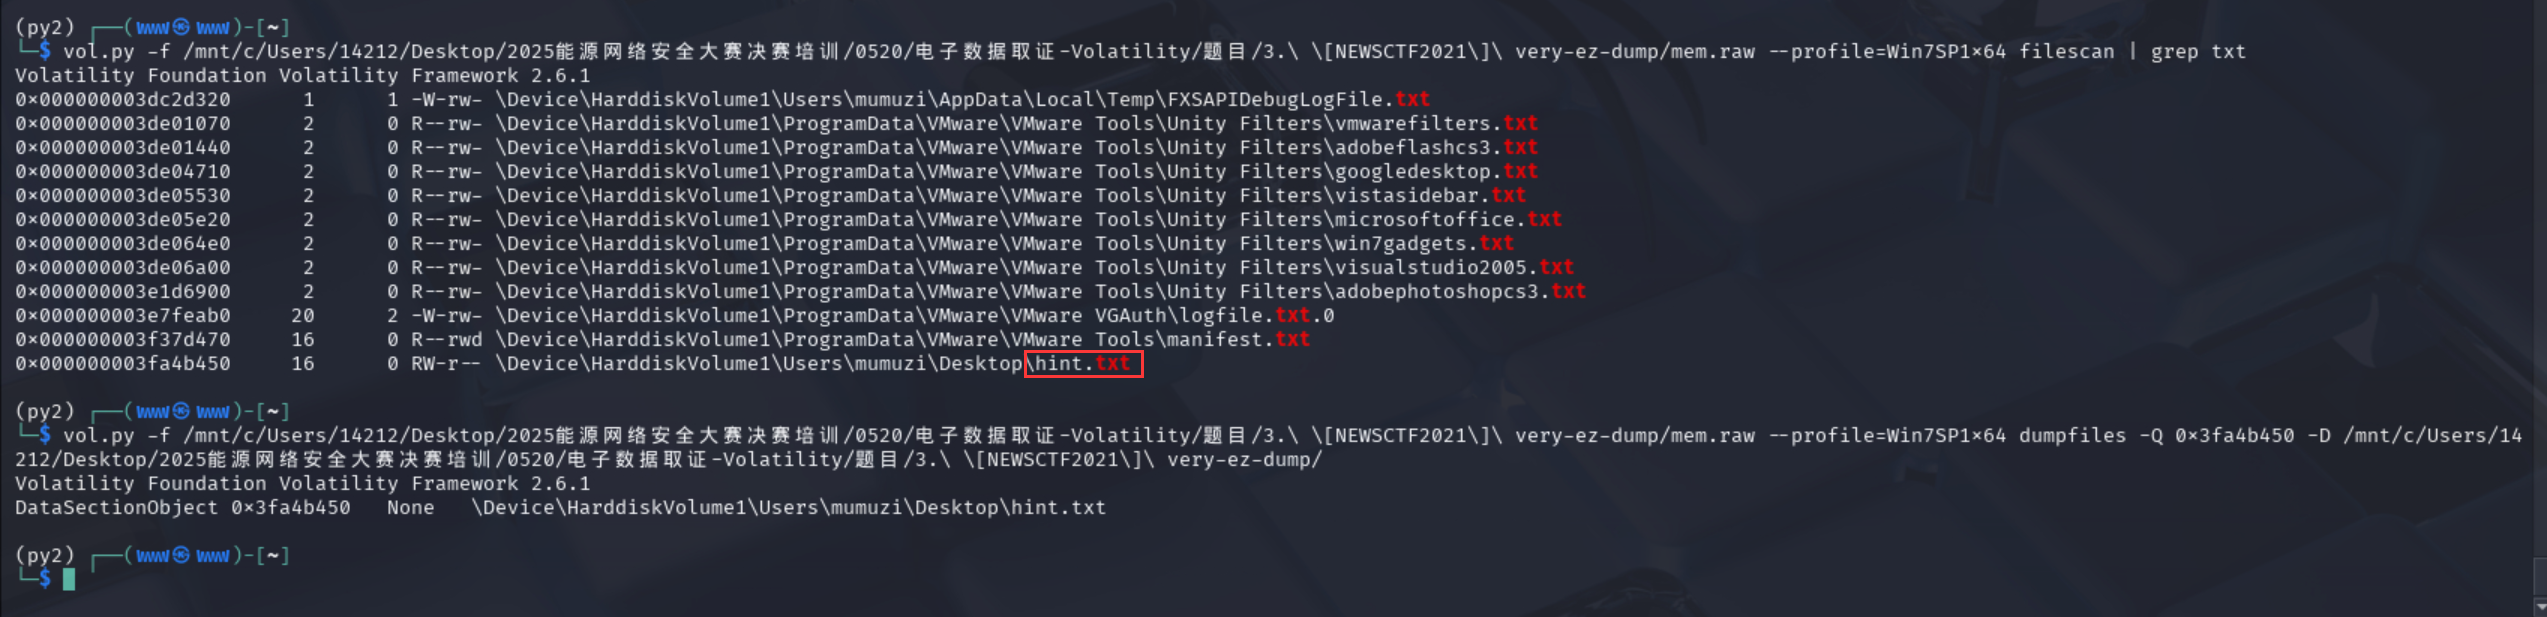 (py2) ┌──(www㉿www)-[~]
└─$ vol.py -f /mnt/c/Users/14212/Desktop/2025能源网络安全大赛决赛培训/0520/电子数据取证-Volatility/题目/3.\ \[NEWSCTF2021\]\ very-ez-dump/mem.raw --profile=Win7SP1x64 filescan | grep txt
Volatility Foundation Volatility Framework 2.6.1
0x000000003dc2d320      1      1 -W-rw- \Device\HarddiskVolume1\Users\mumuzi\AppData\Local\Temp\FXSAPIDebugLogFile.txt
0x000000003de01070      2      0 R--rw- \Device\HarddiskVolume1\ProgramData\VMware\VMware Tools\Unity Filters\vmwarefilters.txt
0x000000003de01440      2      0 R--rw- \Device\HarddiskVolume1\ProgramData\VMware\VMware Tools\Unity Filters\adobeflashcs3.txt
0x000000003de04710      2      0 R--rw- \Device\HarddiskVolume1\ProgramData\VMware\VMware Tools\Unity Filters\googledesktop.txt
0x000000003de05530      2      0 R--rw- \Device\HarddiskVolume1\ProgramData\VMware\VMware Tools\Unity Filters\vistasidebar.txt
0x000000003de05e20      2      0 R--rw- \Device\HarddiskVolume1\ProgramData\VMware\VMware Tools\Unity Filters\microsoftoffice.txt
0x000000003de064e0      2      0 R--rw- \Device\HarddiskVolume1\ProgramData\VMware\VMware Tools\Unity Filters\win7gadgets.txt
0x000000003de06a00      2      0 R--rw- \Device\HarddiskVolume1\ProgramData\VMware\VMware Tools\Unity Filters\visualstudio2005.txt
0x000000003e1d6900      2      0 R--rw- \Device\HarddiskVolume1\ProgramData\VMware\VMware Tools\Unity Filters\adobephotoshopcs3.txt
0x000000003e7feab0     20      2 -W-rw- \Device\HarddiskVolume1\ProgramData\VMware\VMware VGAuth\logfile.txt.0
0x000000003f37d470     16      0 R--rwd \Device\HarddiskVolume1\ProgramData\VMware\VMware Tools\manifest.txt
0x000000003fa4b450     16      0 RW-r-- \Device\HarddiskVolume1\Users\mumuzi\Desktop\hint.txt
(py2) ┌──(www㉿www)-[~]
└─$ vol.py -f /mnt/c/Users/14212/Desktop/2025能源网络安全大赛决赛培训/0520/电子数据取证-Volatility/题目/3.\ \[NEWSCTF2021\]\ very-ez-dump/mem.raw --profile=Win7SP1x64 dumpfiles -Q 0x3fa4b450 -D /mnt/c/Users/14
212/Desktop/2025能源网络安全大赛决赛培训/0520/电子数据取证-Volatility/题目/3.\ \[NEWSCTF2021\]\ very-ez-dump/
Volatility Foundation Volatility Framework 2.6.1
DataSectionObject 0x3fa4b450   None   \Device\HarddiskVolume1\Users\mumuzi\Desktop\hint.txt
(py2) ┌──(www㉿www)-[~]
└─$